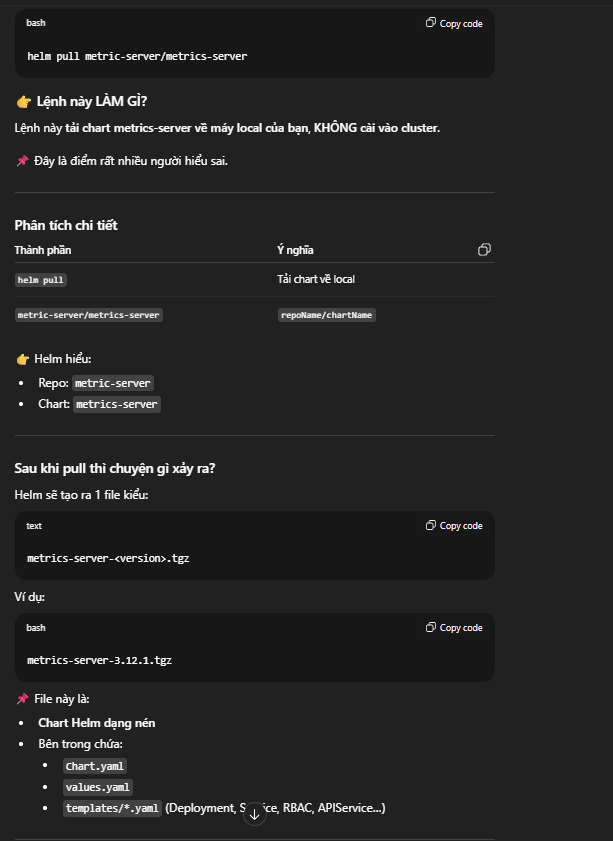 bash
Copy code
helm pull metric-server/metrics-server
👉 Lệnh này LÀM GÌ?
Lệnh này tải chart metrics-server về máy local của bạn, KHÔNG cài vào cluster.
📌 Đây là điểm rất nhiều người hiểu sai.
Phân tích chi tiết
Thành phần Ý nghĩa
helm pull Tải chart về local
metric-server/metrics-server repoName/chartName
👉 Helm hiểu:
• Repo: metric-server
• Chart: metrics-server
Sau khi pull thì chuyện gì xảy ra?
Helm sẽ tạo ra 1 file kiểu:
text
Copy code
metrics-server-<version>.tgz
Ví dụ:
bash
Copy code
metrics-server-3.12.1.tgz
📌 File này là:
• Chart Helm dạng nén
• Bên trong chứa:
• Chart.yaml
• values.yaml
• templates/*.yaml (Deployment, RBAC, APIService...)